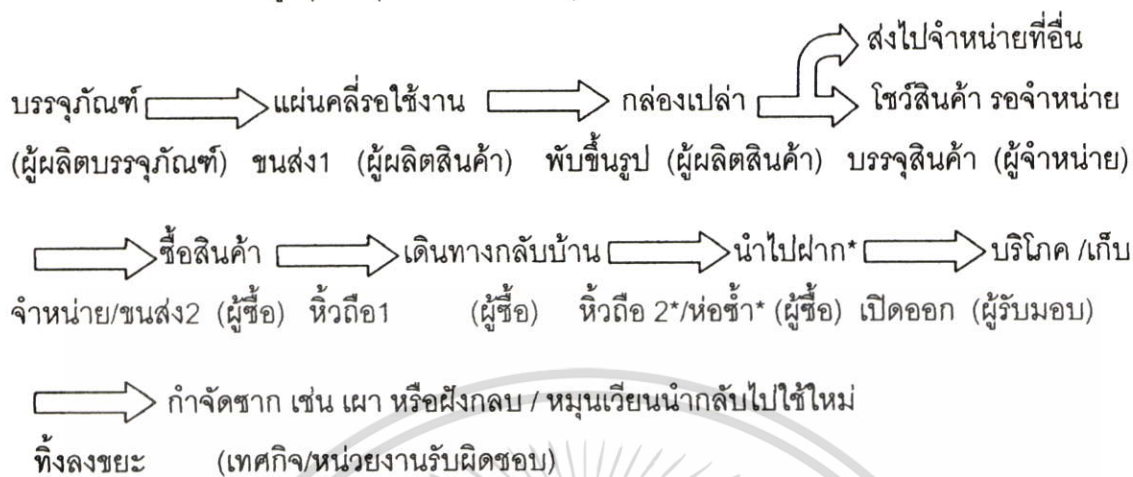 ส่งไปจำหน่ายที่อื่น
บรรจุภัณฑ์ แผ่นคลี่รอใช้งาน กล่องเปล่า โชว์สินค้า รอจำหน่าย
(ผู้ผลิตบรรจุภัณฑ์) ขนส่ง1 (ผู้ผลิตสินค้า) พับขึ้นรูป (ผู้ผลิตสินค้า) บรรจุสินค้า (ผู้จำหน่าย)
ซื้อสินค้า เดินทางกลับบ้าน นำไปฝาก* บริโภค /เก็บ
จำหน่าย/ขนส่ง2 (ผู้ซื้อ) หิ้วถือ1 (ผู้ซื้อ) หิ้วถือ 2*/ห่อซ้ำ* (ผู้ซื้อ) เปิดออก (ผู้รับมอบ)
กำจัดซาก เช่น เผา หรือฝังกลบ / หมุนเวียนนำกลับไปใช้ใหม่
ทิ้งลงขยะ (เทศกิจ/หน่วยงานรับผิดชอบ)